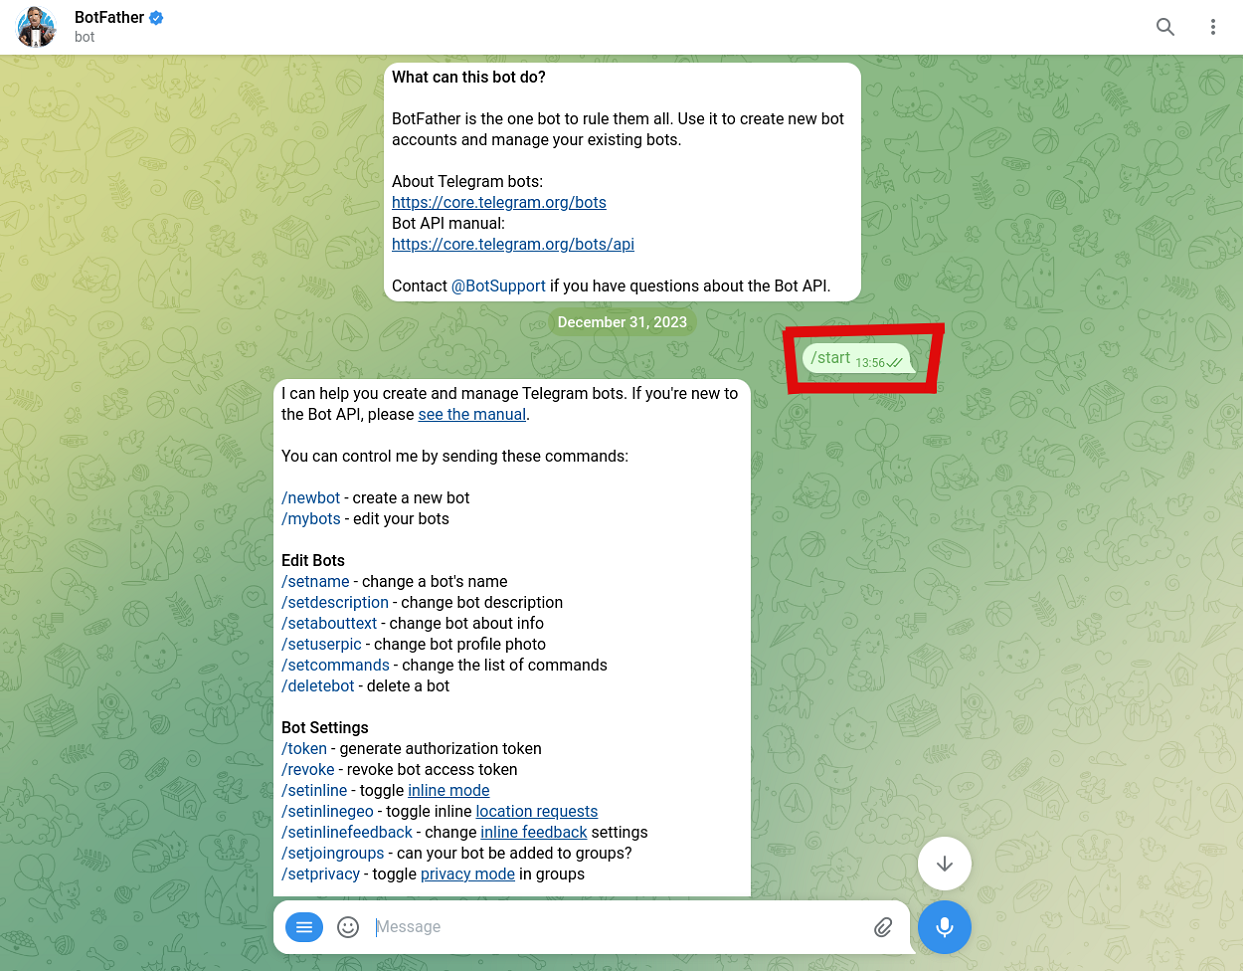 BotFather
bot
What can this bot do?
BotFather is the one bot to rule them all. Use it to create new bot
accounts and manage your existing bots.
About Telegram bots:
https://core.telegram.org/bots
Bot API manual:
https://core.telegram.org/bots/api
Contact @BotSupport if you have questions about the Bot API.
December 31, 2023
/start 13:56
I can help you create and manage Telegram bots. If you're new to
the Bot API, please see the manual.
You can control me by sending these commands:
/newbot - create a new bot
/mybots - edit your bots
Edit Bots
/setname - change a bot's name
/setdescription - change bot description
/setabouttext - change bot about info
/setuserpic - change bot profile photo
/setcommands - change the list of commands
/deletebot - delete a bot
Bot Settings
/token - generate authorization token
/revoke - revoke bot access token
/setinline - toggle inline mode
/setinlinegeo - toggle inline location requests
/setinlinefeedback - change inline feedback settings
/setjoingroups - can your bot be added to groups?
/setprivacy - toggle privacy mode in groups
Message